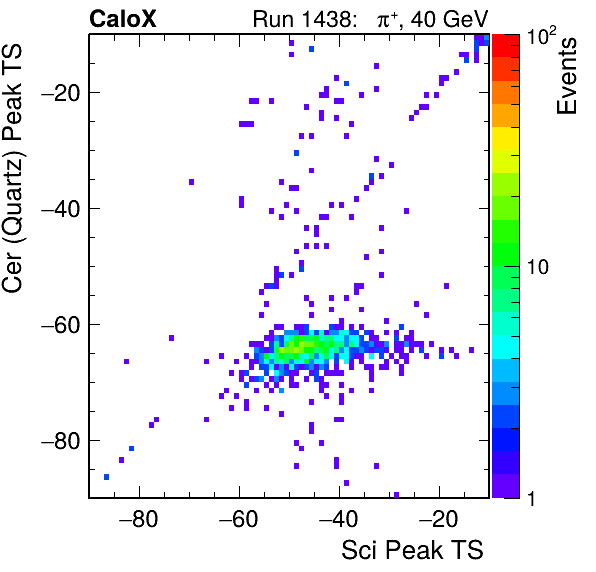 CaloX Run 1438: π⁺, 40 GeV
Cer (Quartz) Peak TS
−20
−40
−60
−80
−80 −60 −40 −20
Sci Peak TS
10²
10
1
Events